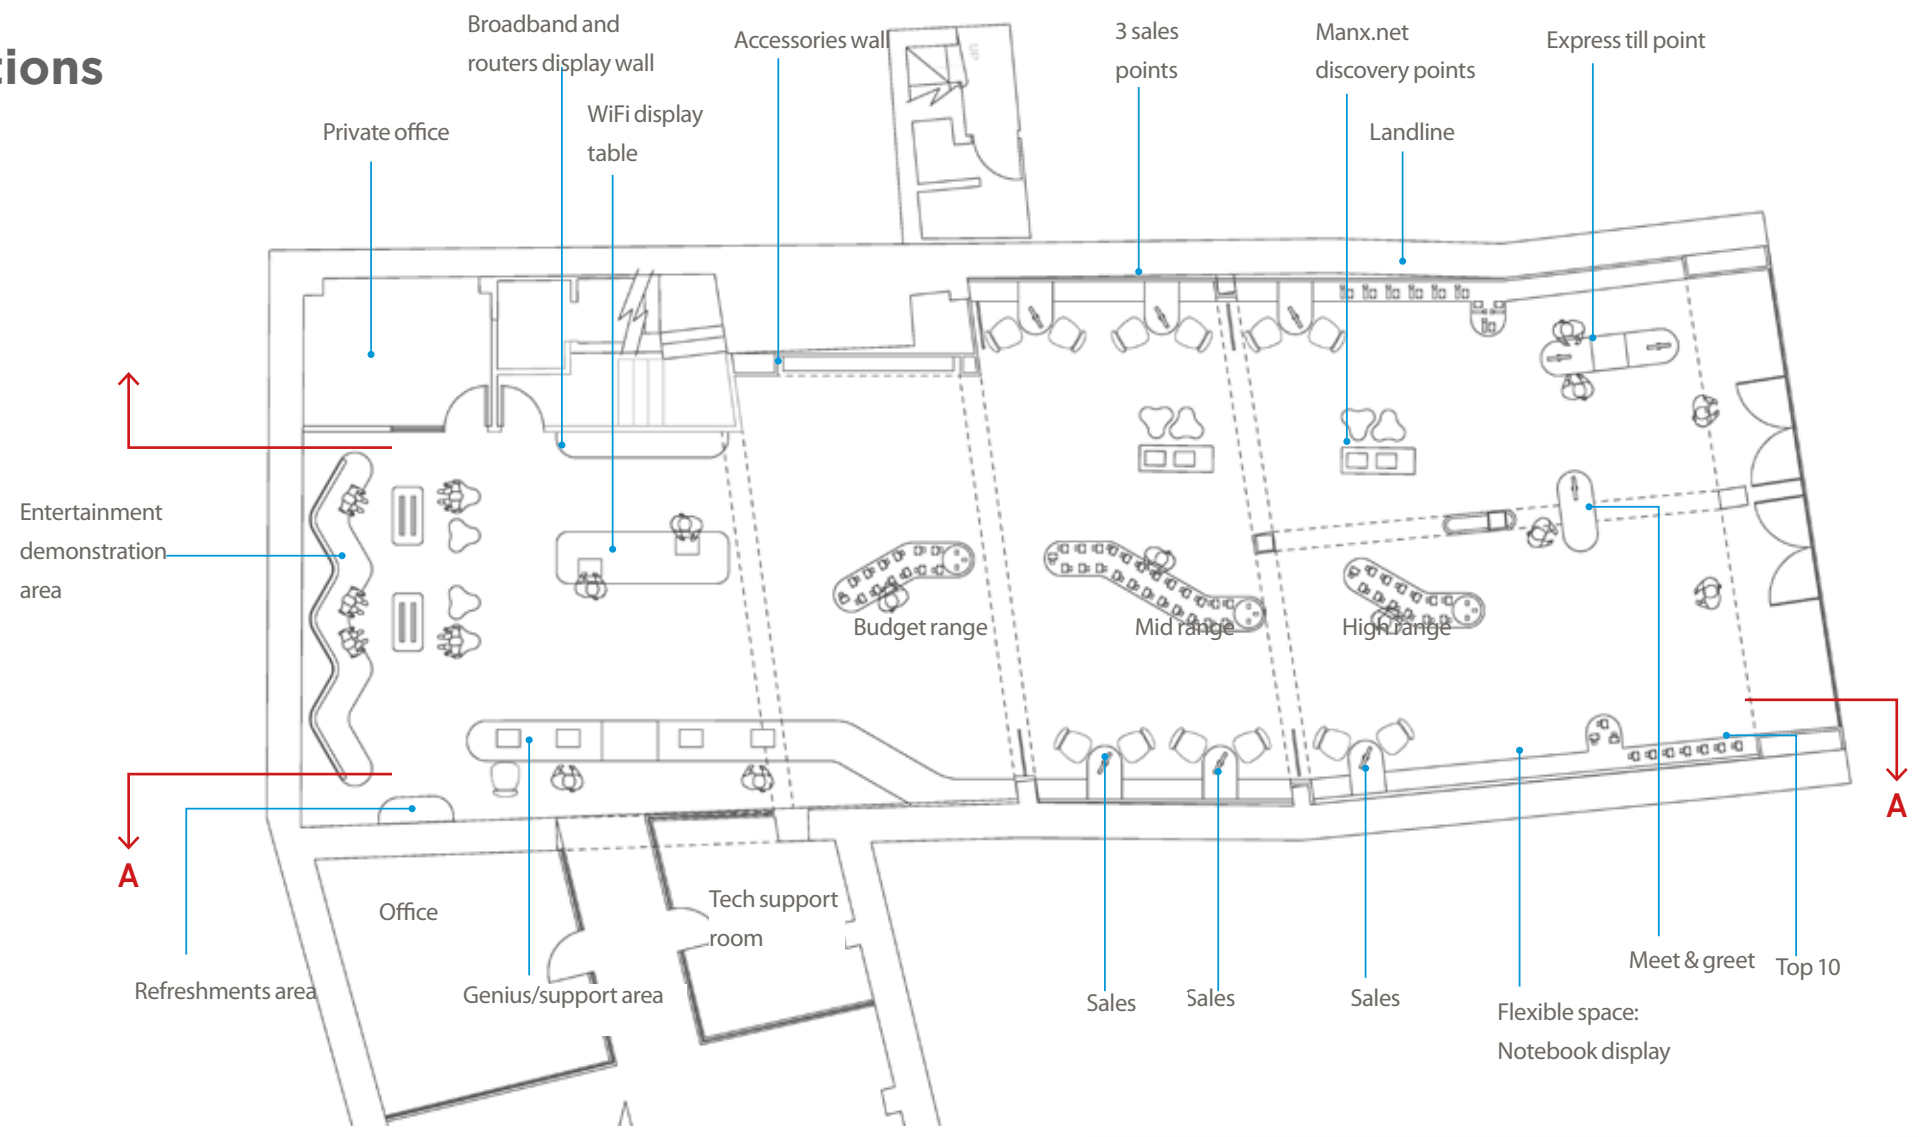 tions
Broadband and
routers display wall
Accessories wall
3 sales
points
Manx.net
discovery points
Express till point
UP
Private office
WiFi display
table
Landline
Entertainment
demonstration
area
Budget range
Mid range
High range
A
A
Office
Tech support
room
Refreshments area
Genius/support area
Sales
Sales
Sales
Meet & greet
Top 10
Flexible space:
Notebook display